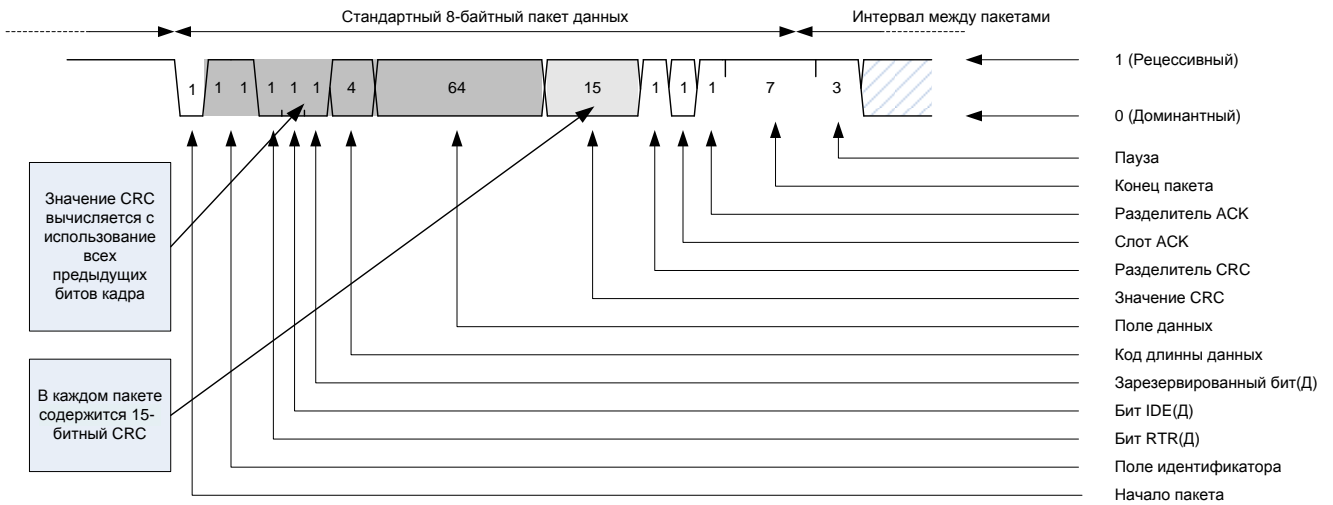 Стандартный 8-байтный пакет данных
Интервал между пакетами
1 1 1 1 1 1 4 64 15 1 1 1 7 3
1 (Рецессивный)
0 (Доминантный)
Пауза
Конец пакета
Разделитель ACK
Слот ACK
Разделитель CRC
Значение CRC
Поле данных
Код длинны данных
Зарезервированный бит(Д)
Бит IDE(Д)
Бит RTR(Д)
Поле идентификатора
Начало пакета
Значение CRC
вычисляется с
использование
всех
предыдущих
битов кадра
В каждом пакете
содержится 15-
битный CRC